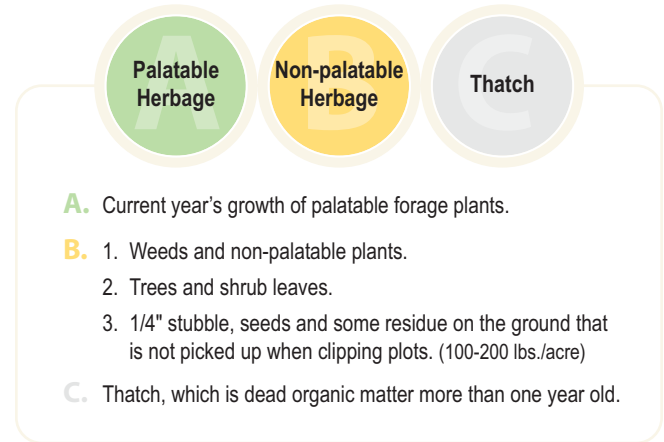 A B C
Palatable Non-palatable Thatch
Herbage Herbage
A. Current year’s growth of palatable forage plants.
B. 1. Weeds and non-palatable plants.
2. Trees and shrub leaves.
3. 1/4" stubble, seeds and some residue on the ground that
is not picked up when clipping plots. (100-200 lbs./acre)
C. Thatch, which is dead organic matter more than one year old.